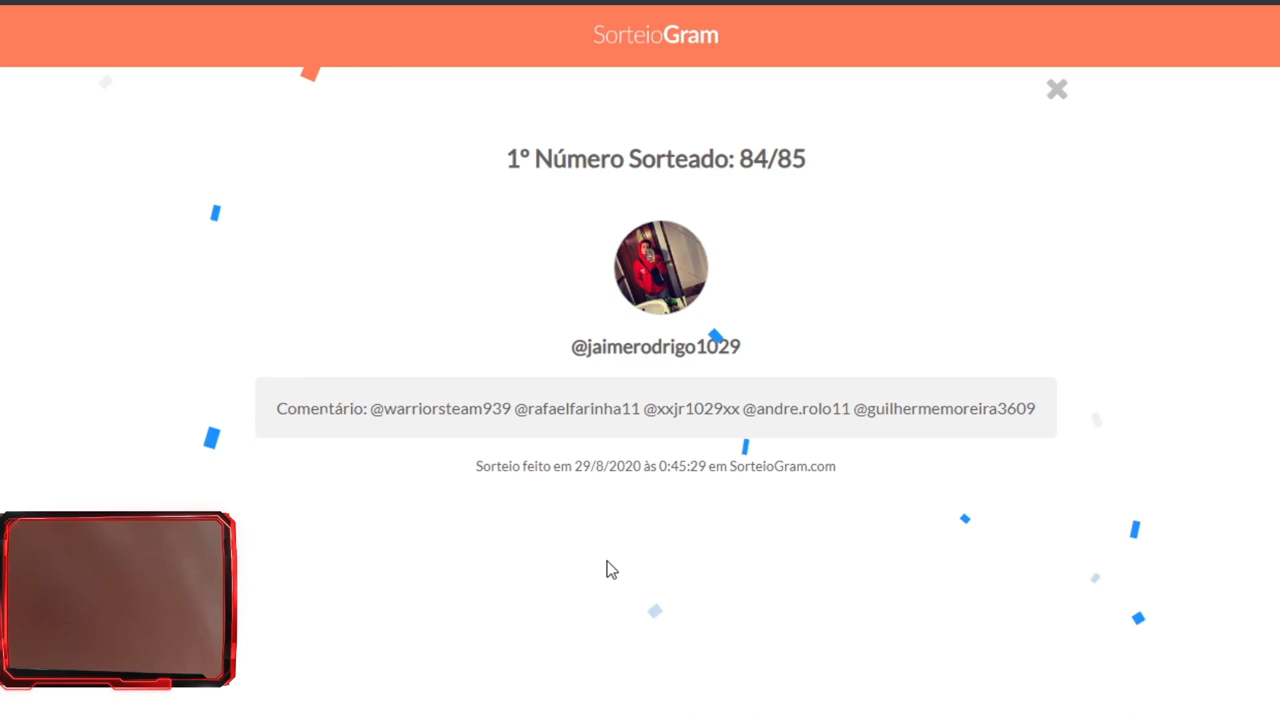 SorteioGram
1º Número Sorteado: 84/85
@jaimerodrigo1029
Comentário: @warriorsteam939 @rafaelfarinha11 @xxjr1029xx @andre.rolo11 @guilhermemoreira3609
Sorteio feito em 29/8/2020 às 0:45:29 em SorteioGram.com